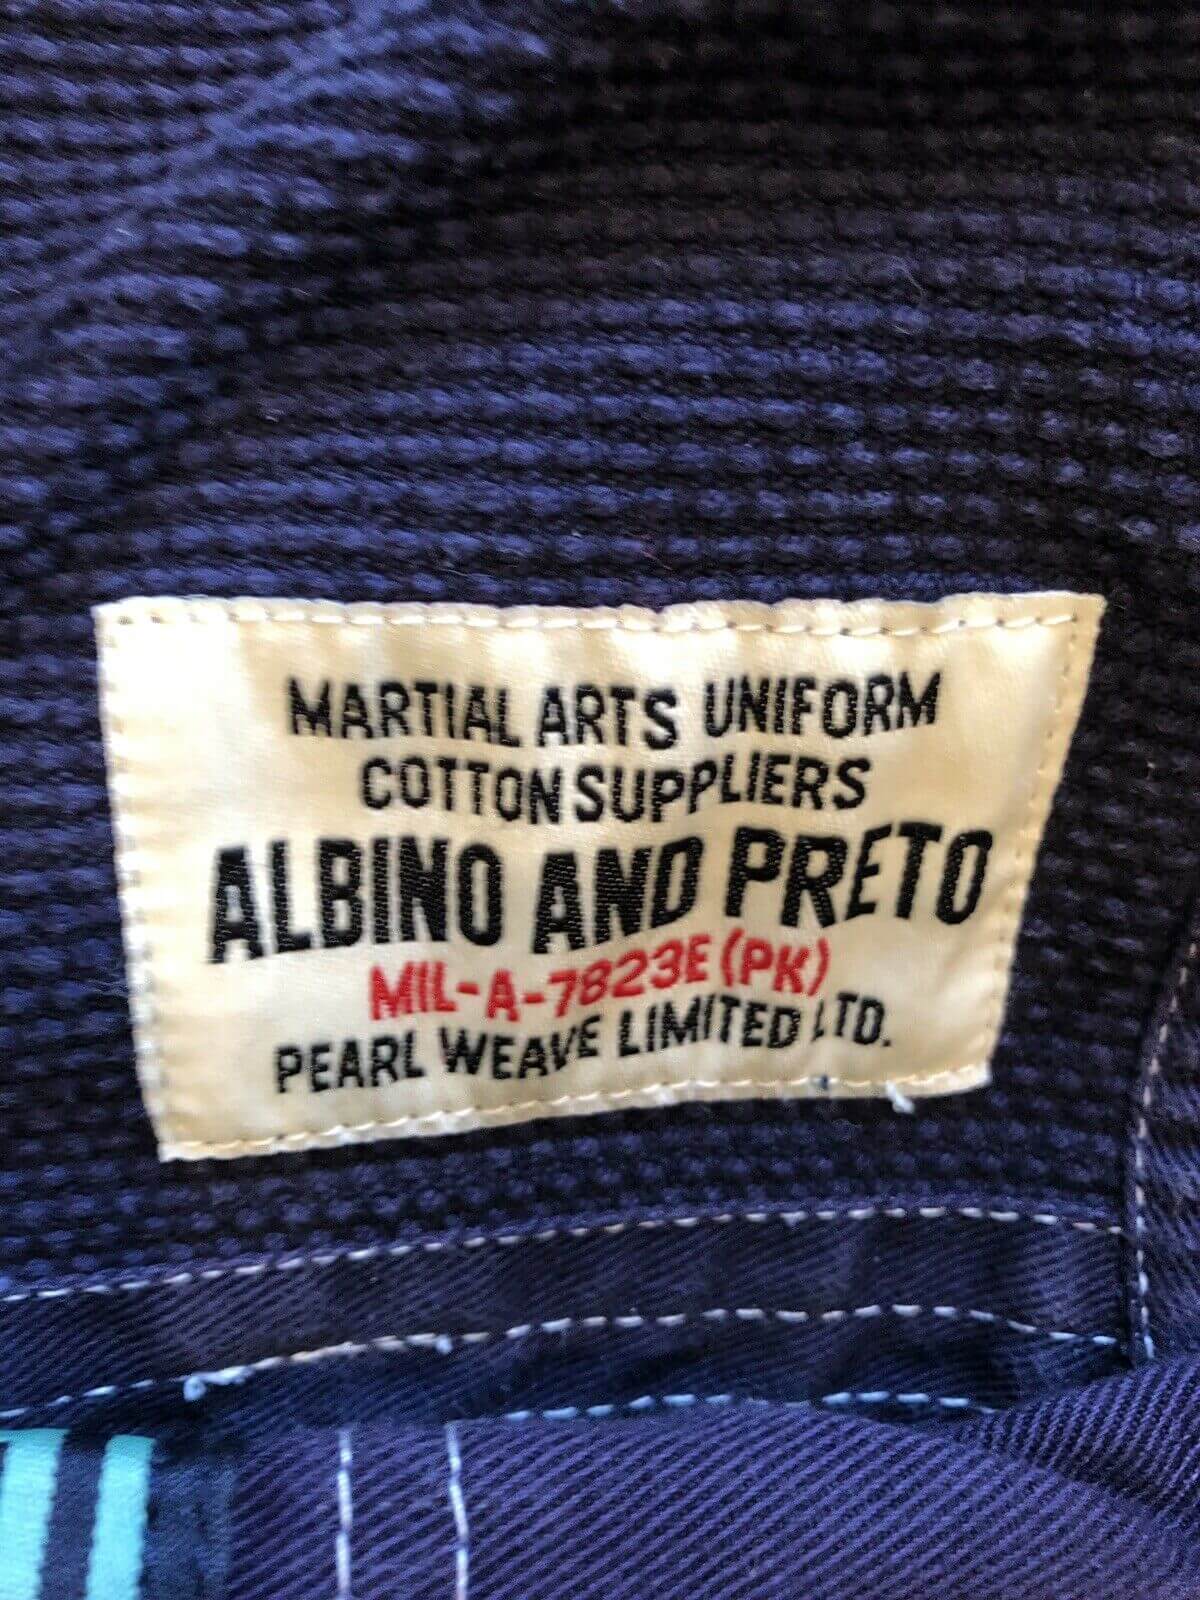 MARTIAL ARTS UNIFORM
COTTON SUPPLIERS
ALBINO AND PRETO
MIL-A-7823E (PK)
PEARL WEAVE LIMITED LTD.